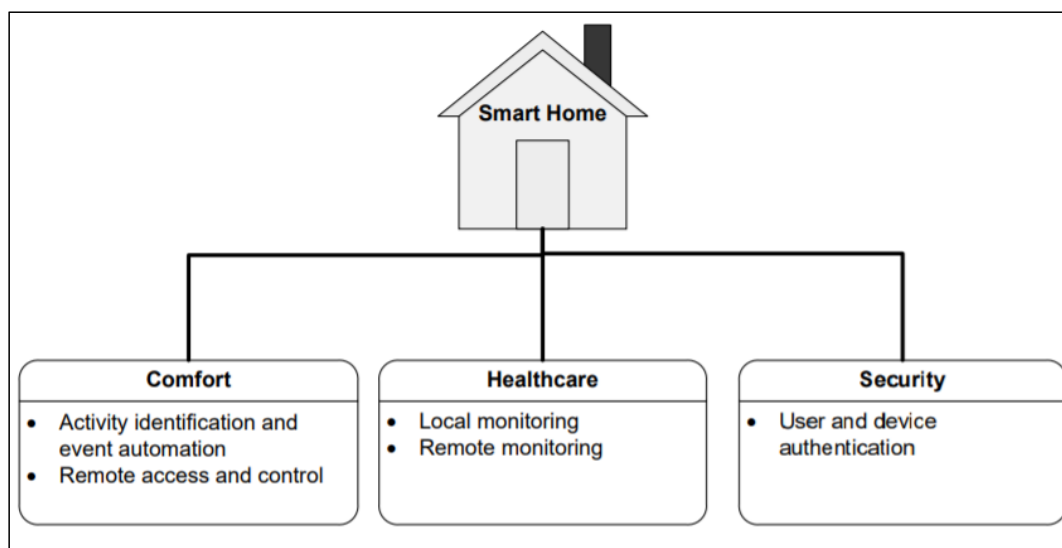 Smart Home
Comfort
• Activity identification and
event automation
• Remote access and control
Healthcare
• Local monitoring
• Remote monitoring
Security
• User and device
authentication